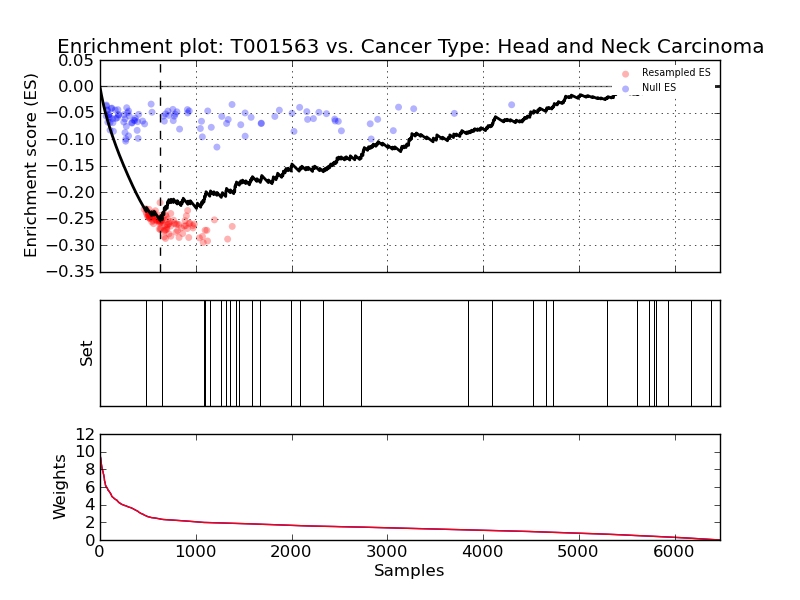 Enrichment plot: T001563 vs. Cancer Type: Head and Neck Carcinoma
Enrichment score (ES)
0.05
0.00
−0.05
−0.10
−0.15
−0.20
−0.25
−0.30
−0.35
Resampled ES
Null ES
Set
Weights
12
10
8
6
4
2
0
0 1000 2000 3000 4000 5000 6000
Samples